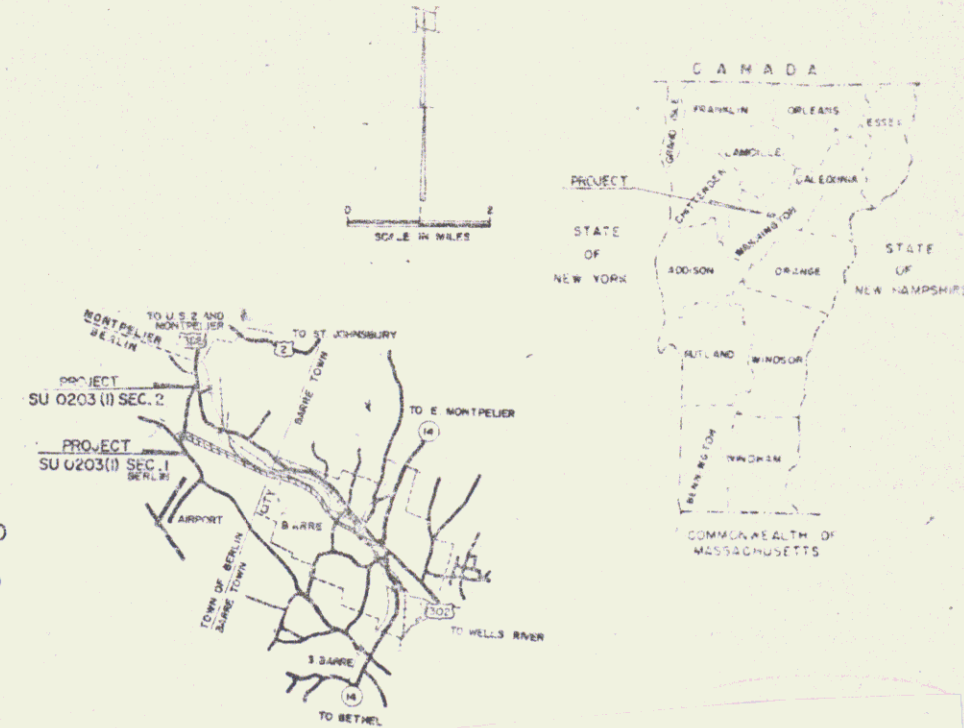 0 2
SCALE IN MILES
CANADA
GRAND ISLE
FRANKLIN
ORLEANS
ESSEX
LAMOILLE
CALEDONIA
CHITTENDEN
PROJECT
WASHINGTON
STATE
OF
NEW YORK
ADDISON
ORANGE
STATE
OF
NEW HAMPSHIRE
RUTLAND
WINDSOR
BENNINGTON
WINDHAM
COMMONWEALTH OF
MASSACHUSETTS
MONTPELIER
BERLIN
TO U.S. 2 AND
MONTPELIER
302
2
TO ST JOHNSBURY
BARRE TOWN
PROJECT
SU 0203 (1) SEC. 2
PROJECT
SU 0203(1) SEC. 1
BERLIN
TO E. MONTPELIER
14
AIRPORT
CITY
BARRE
TOWN OF BERLIN
BARRE TOWN
302
TO WELLS RIVER
S BARRE
14
TO BETHEL